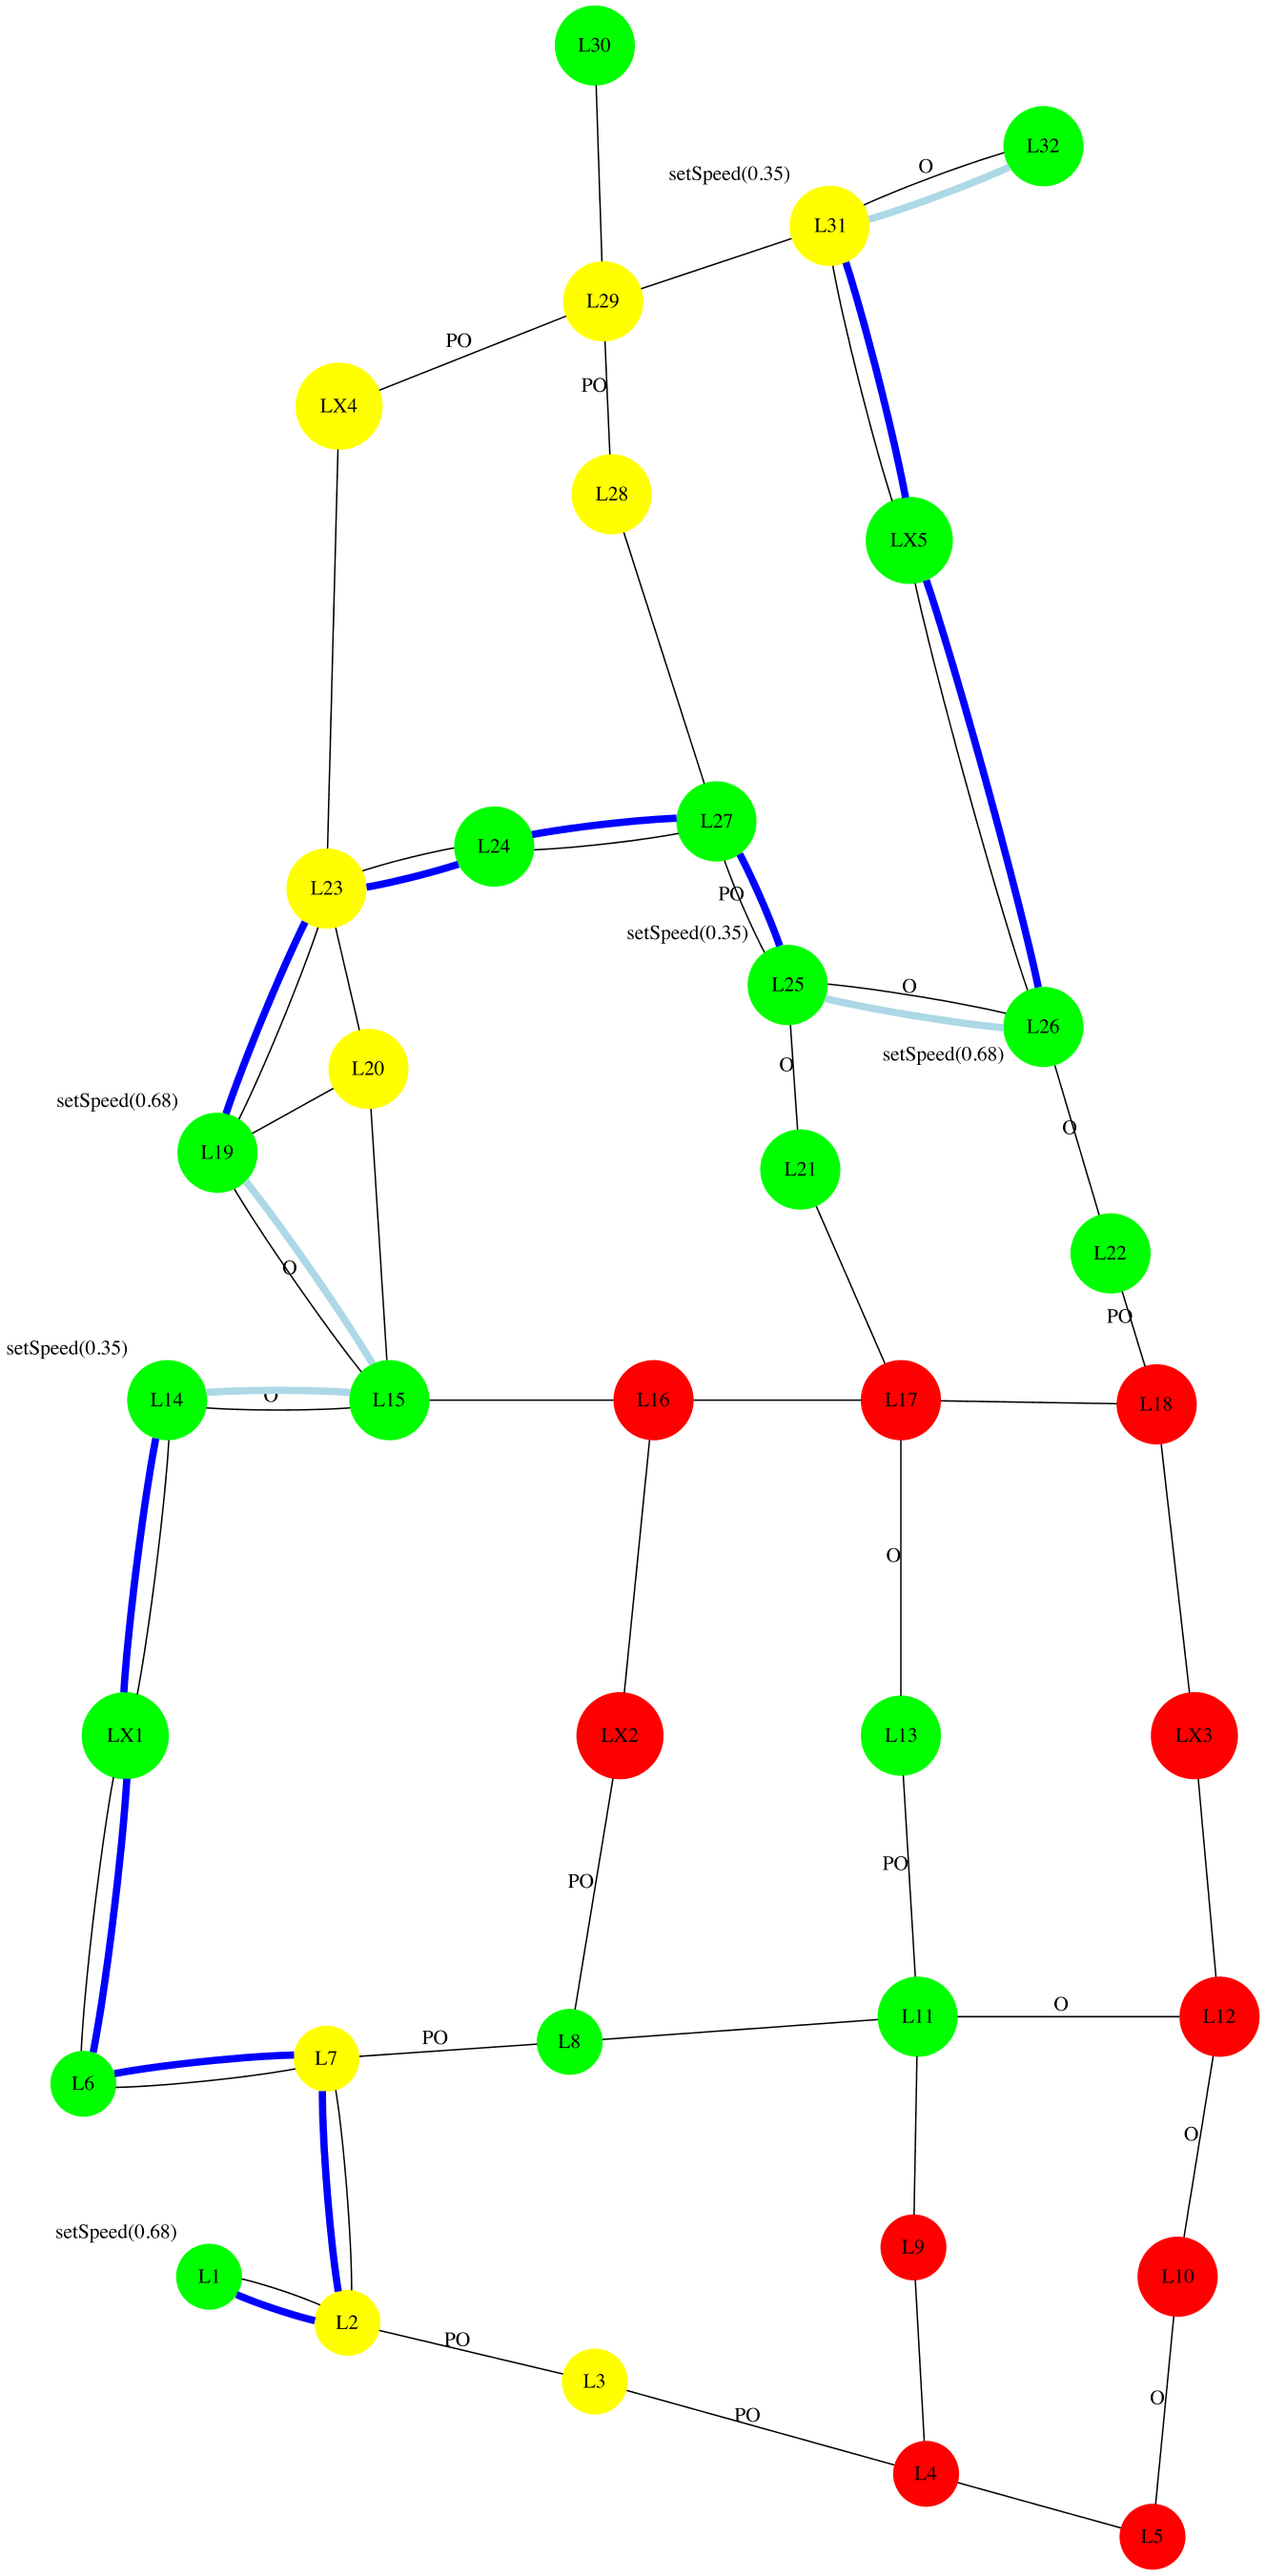 L30
L32
O
setSpeed(0.35)
L31
L29
PO
PO
LX4
L28
LX5
L27
L24
L23
PO
setSpeed(0.35)
L25
O
L26
setSpeed(0.68)
O
L20
setSpeed(0.68)
O
L19
L21
L22
O
PO
setSpeed(0.35)
L14
O
L15
L16
L17
L18
O
LX1
LX2
L13
LX3
PO
PO
O
L11
L12
PO
L8
L7
L6
O
setSpeed(0.68)
L9
L1
L10
L2
PO
L3
O
PO
L4
L5